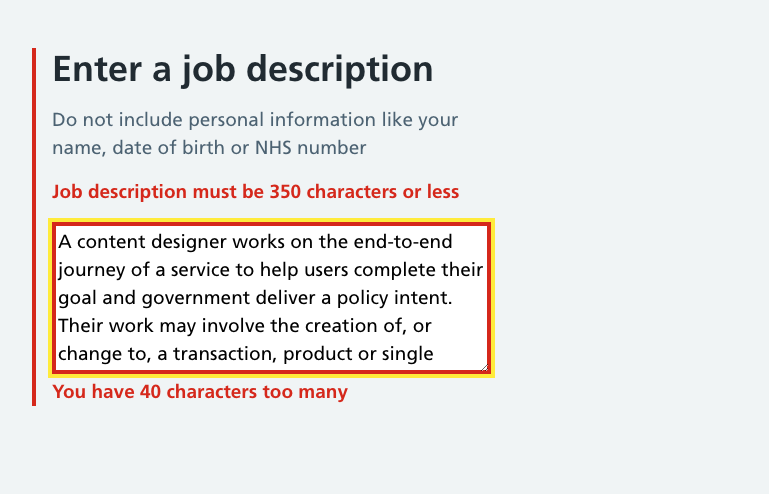 Enter a job description
Do not include personal information like your
name, date of birth or NHS number
Job description must be 350 characters or less
A content designer works on the end-to-end
journey of a service to help users complete their
goal and government deliver a policy intent.
Their work may involve the creation of, or
change to, a transaction, product or single
You have 40 characters too many